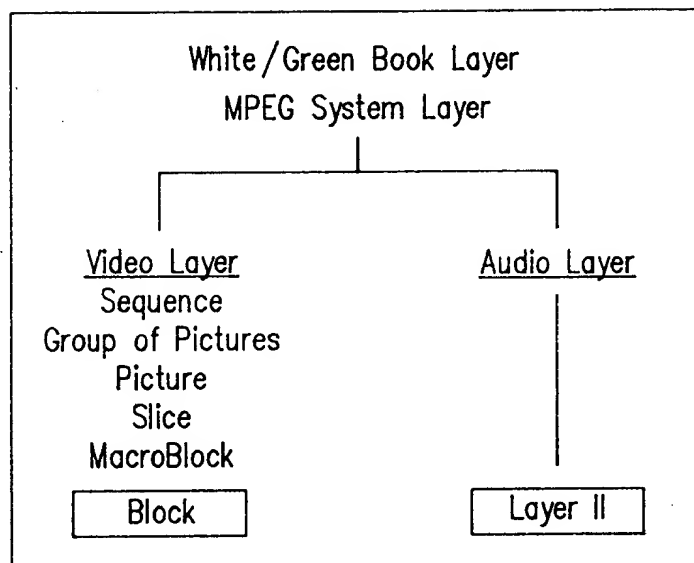 White/Green Book Layer
MPEG System Layer
Video Layer
Sequence
Group of Pictures
Picture
Slice
MacroBlock
Block
Audio Layer
Layer II